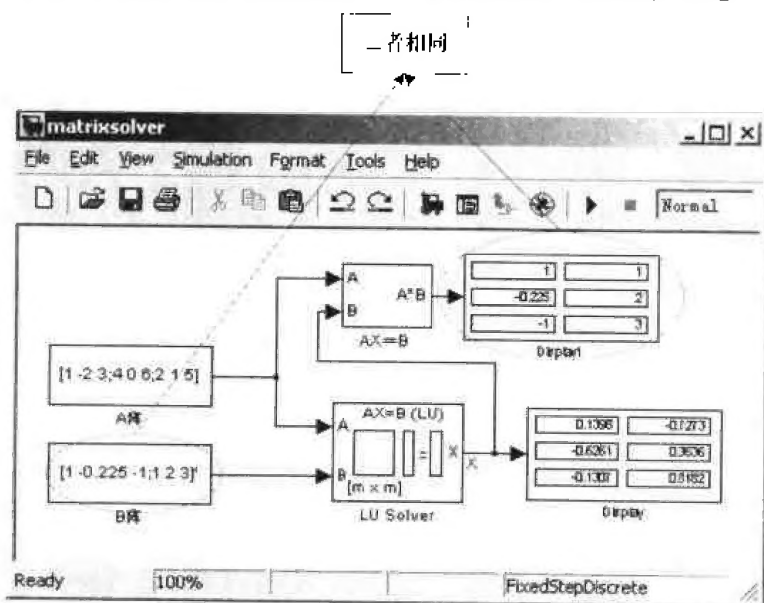 二者相同
matrixsolver
File Edit View Simulation Format Tools Help
Normal
A
B
A*B
AX=B
1 1
-0.225 2
-1 3
Display1
[1 -2 3;4 0 6;2 1 5]
A阵
[1 -0.225 -1;1 2 3]'
B阵
AX=B (LU)
A
B
X
[m x m]
LU Solver
X
0.1396 -0.1273
-0.6261 0.3636
-0.1307 0.6182
Display
Ready 100% FixedStepDiscrete